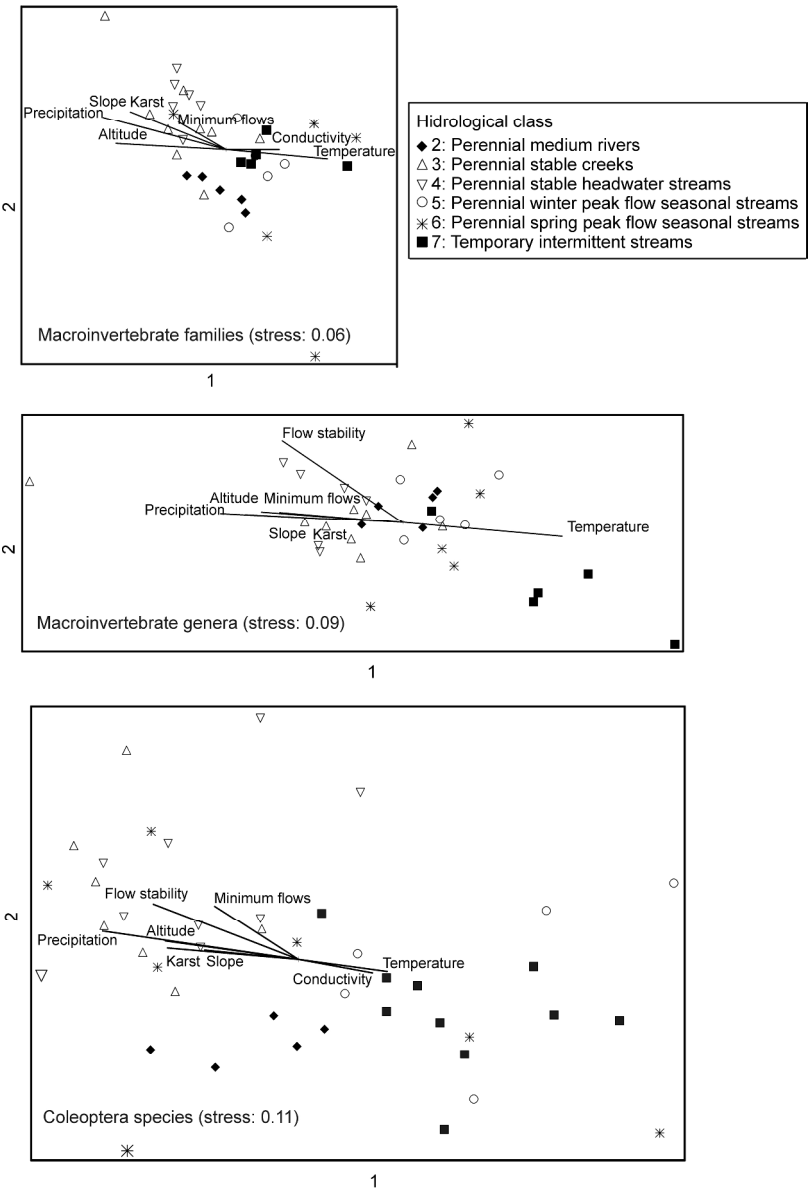 Hidrological class
2: Perennial medium rivers
3: Perennial stable creeks
4: Perennial stable headwater streams
5: Perennial winter peak flow seasonal streams
6: Perennial spring peak flow seasonal streams
7: Temporary intermittent streams
Slope Karst
Precipitation
Minimum flows
Altitude
Conductivity
Temperature
2
Macroinvertebrate families (stress: 0.06)
1
Flow stability
Altitude Minimum flows
Precipitation
Temperature
Slope Karst
2
Macroinvertebrate genera (stress: 0.09)
1
Flow stability
Minimum flows
2
Altitude
Precipitation
Karst Slope
Temperature
Conductivity
Coleoptera species (stress: 0.11)
1